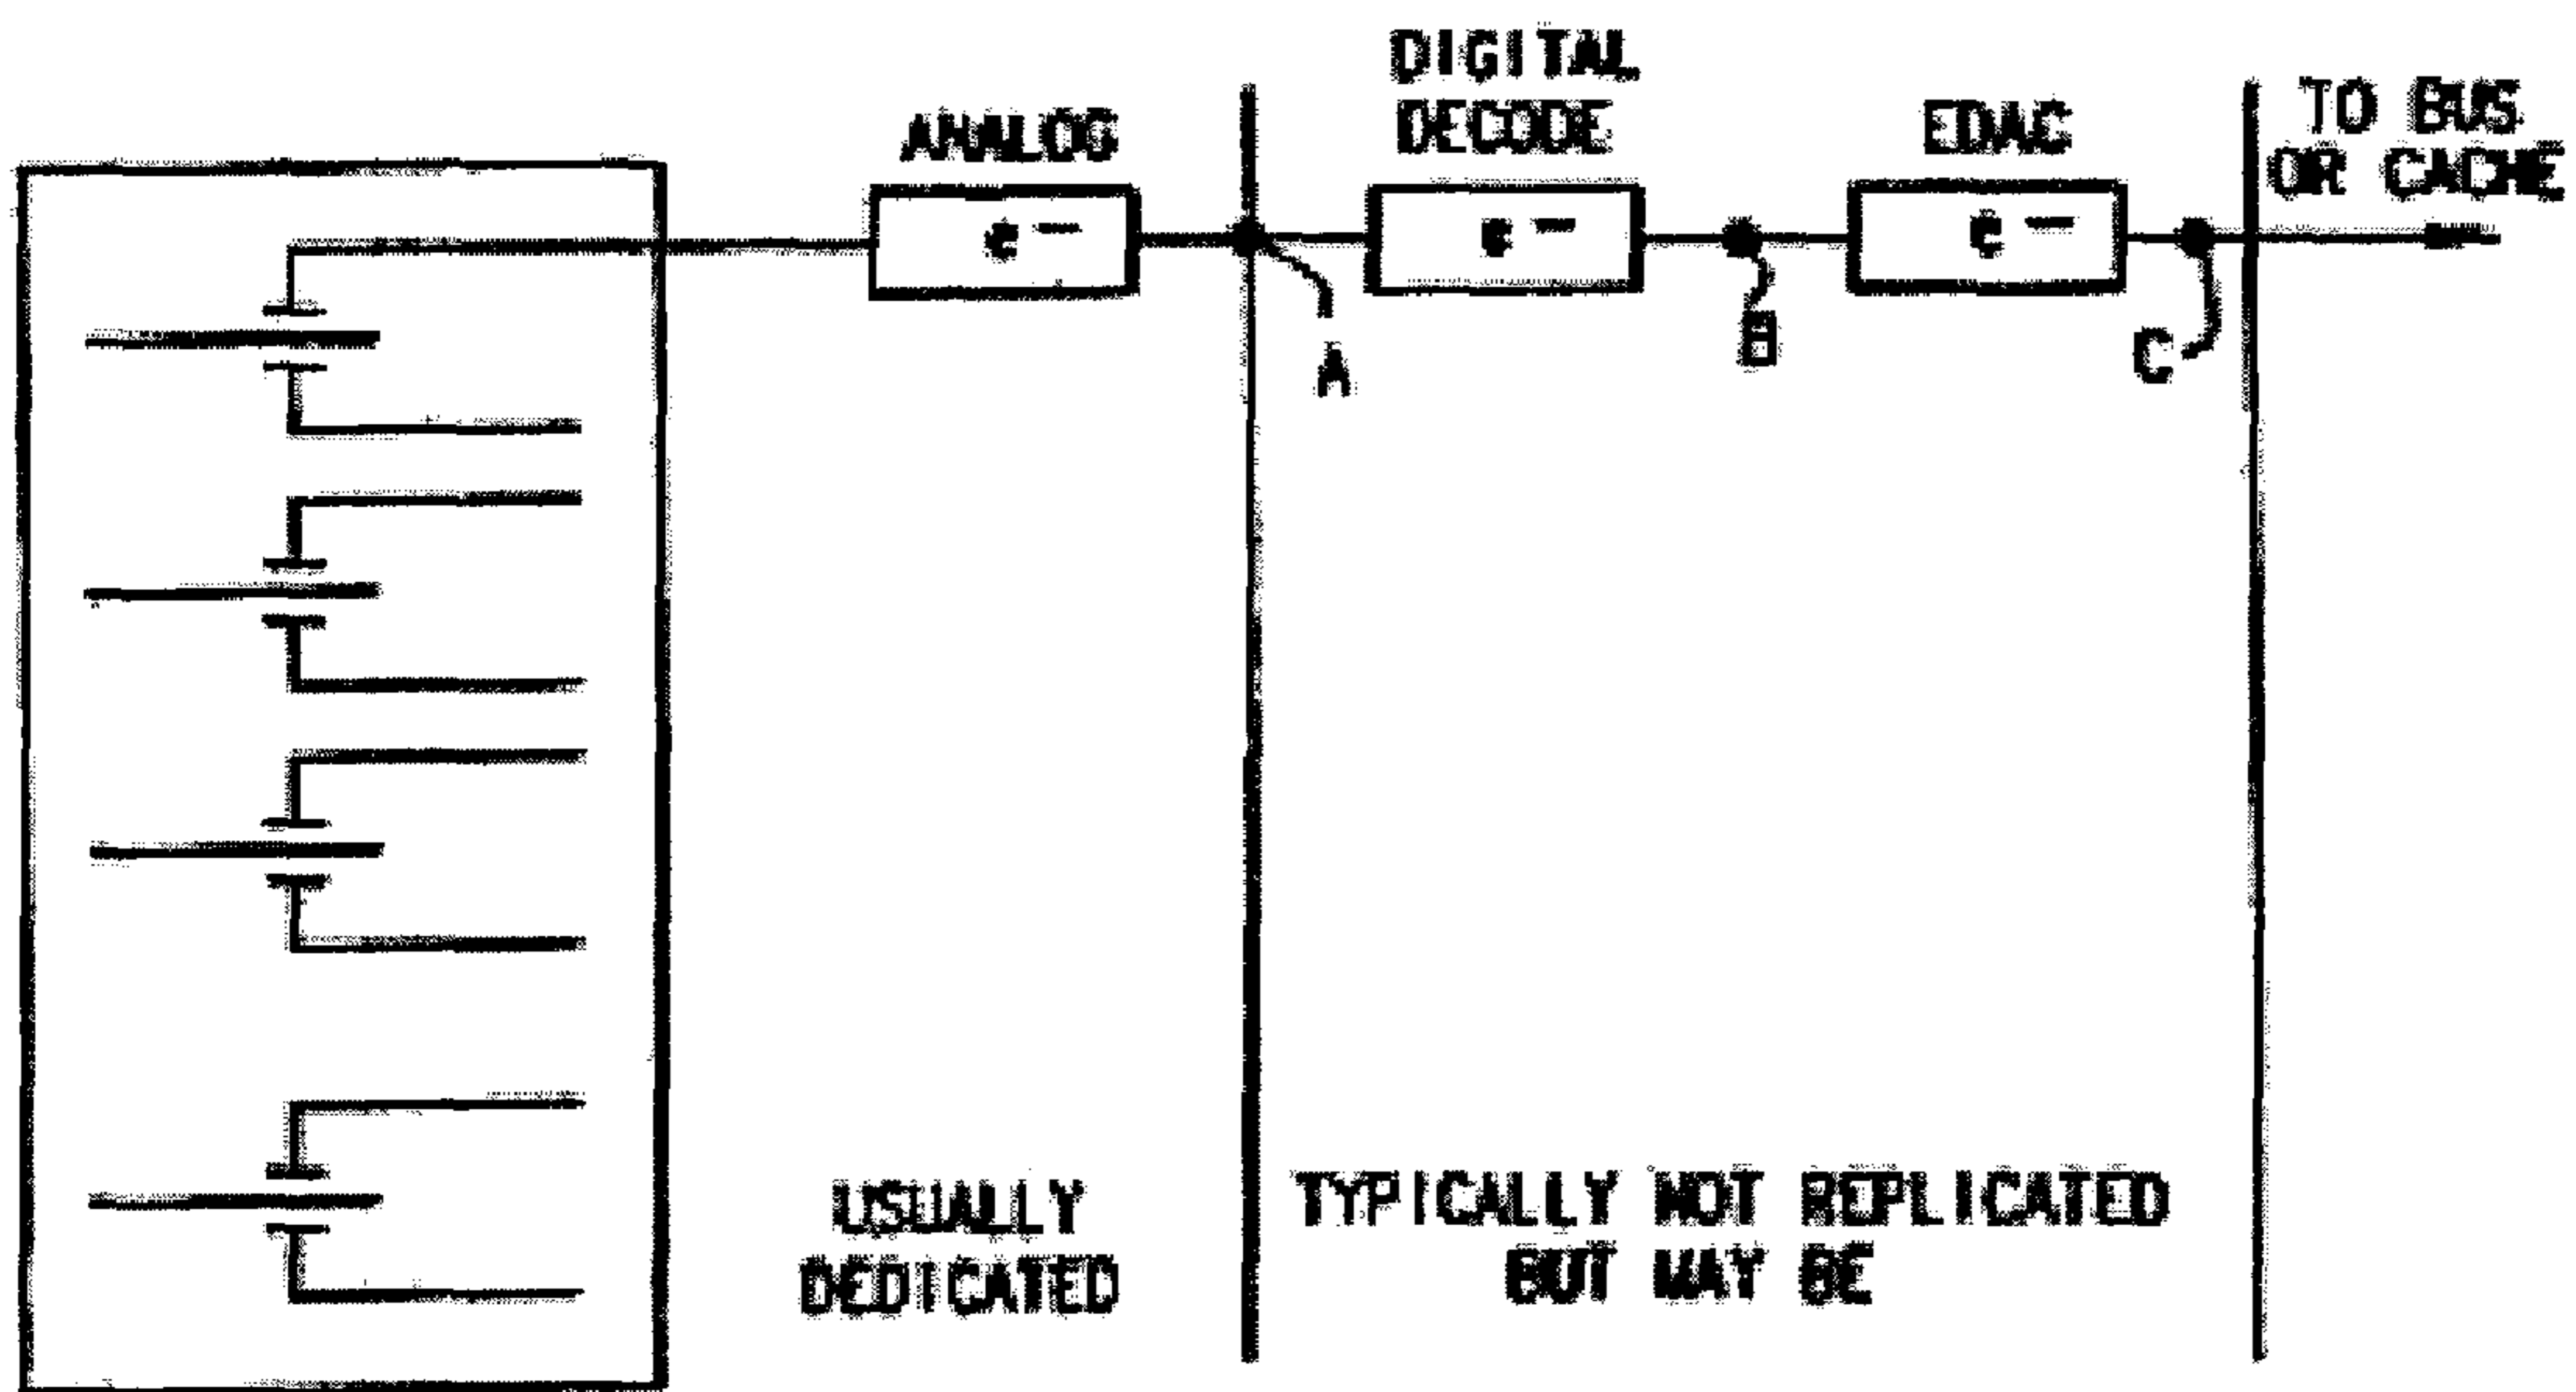 ANALOG
e-
DIGITAL
DECODE
e-
EDAC
e-
TO BUS
OR CACHE
A
B
C
USUALLY
DEDICATED
TYPICALLY NOT REPLICATED
BUT MAY BE